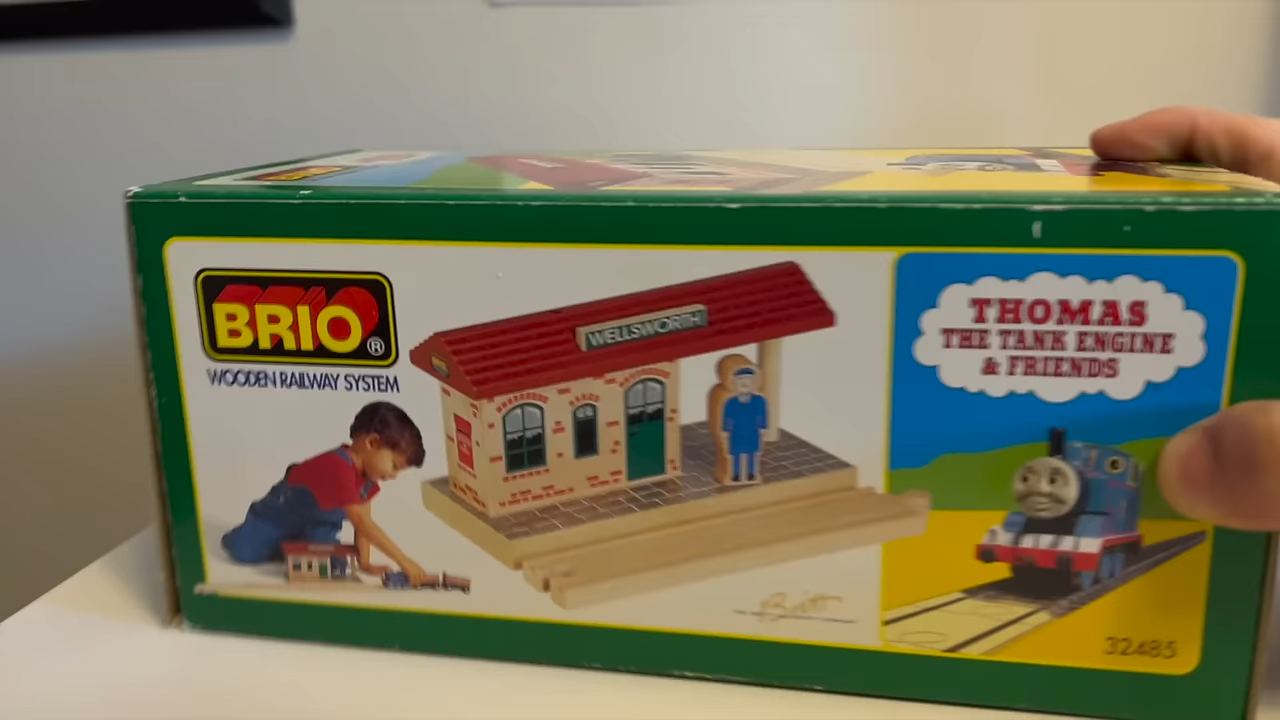 BRIO®
WOODEN RAILWAY SYSTEM
WELLSWORTH
THOMAS
THE TANK ENGINE
& FRIENDS
32485